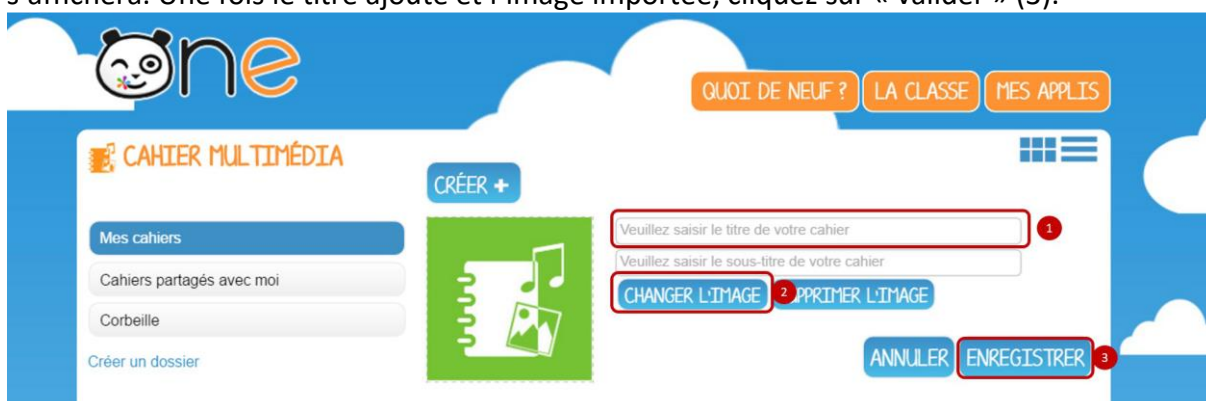 s'affichera. Une fois le titre ajouté et l'image importée, cliquez sur « valider » (3).
One
QUOI DE NEUF ?
LA CLASSE
MES APPLIS
CAHIER MULTIMÉDIA
CRÉER +
Mes cahiers
Cahiers partagés avec moi
Corbeille
Créer un dossier
Veuillez saisir le titre de votre cahier
1
Veuillez saisir le sous-titre de votre cahier
CHANGER L'IMAGE
2
PPRIMER L'IMAGE
ANNULER
ENREGISTRER
3